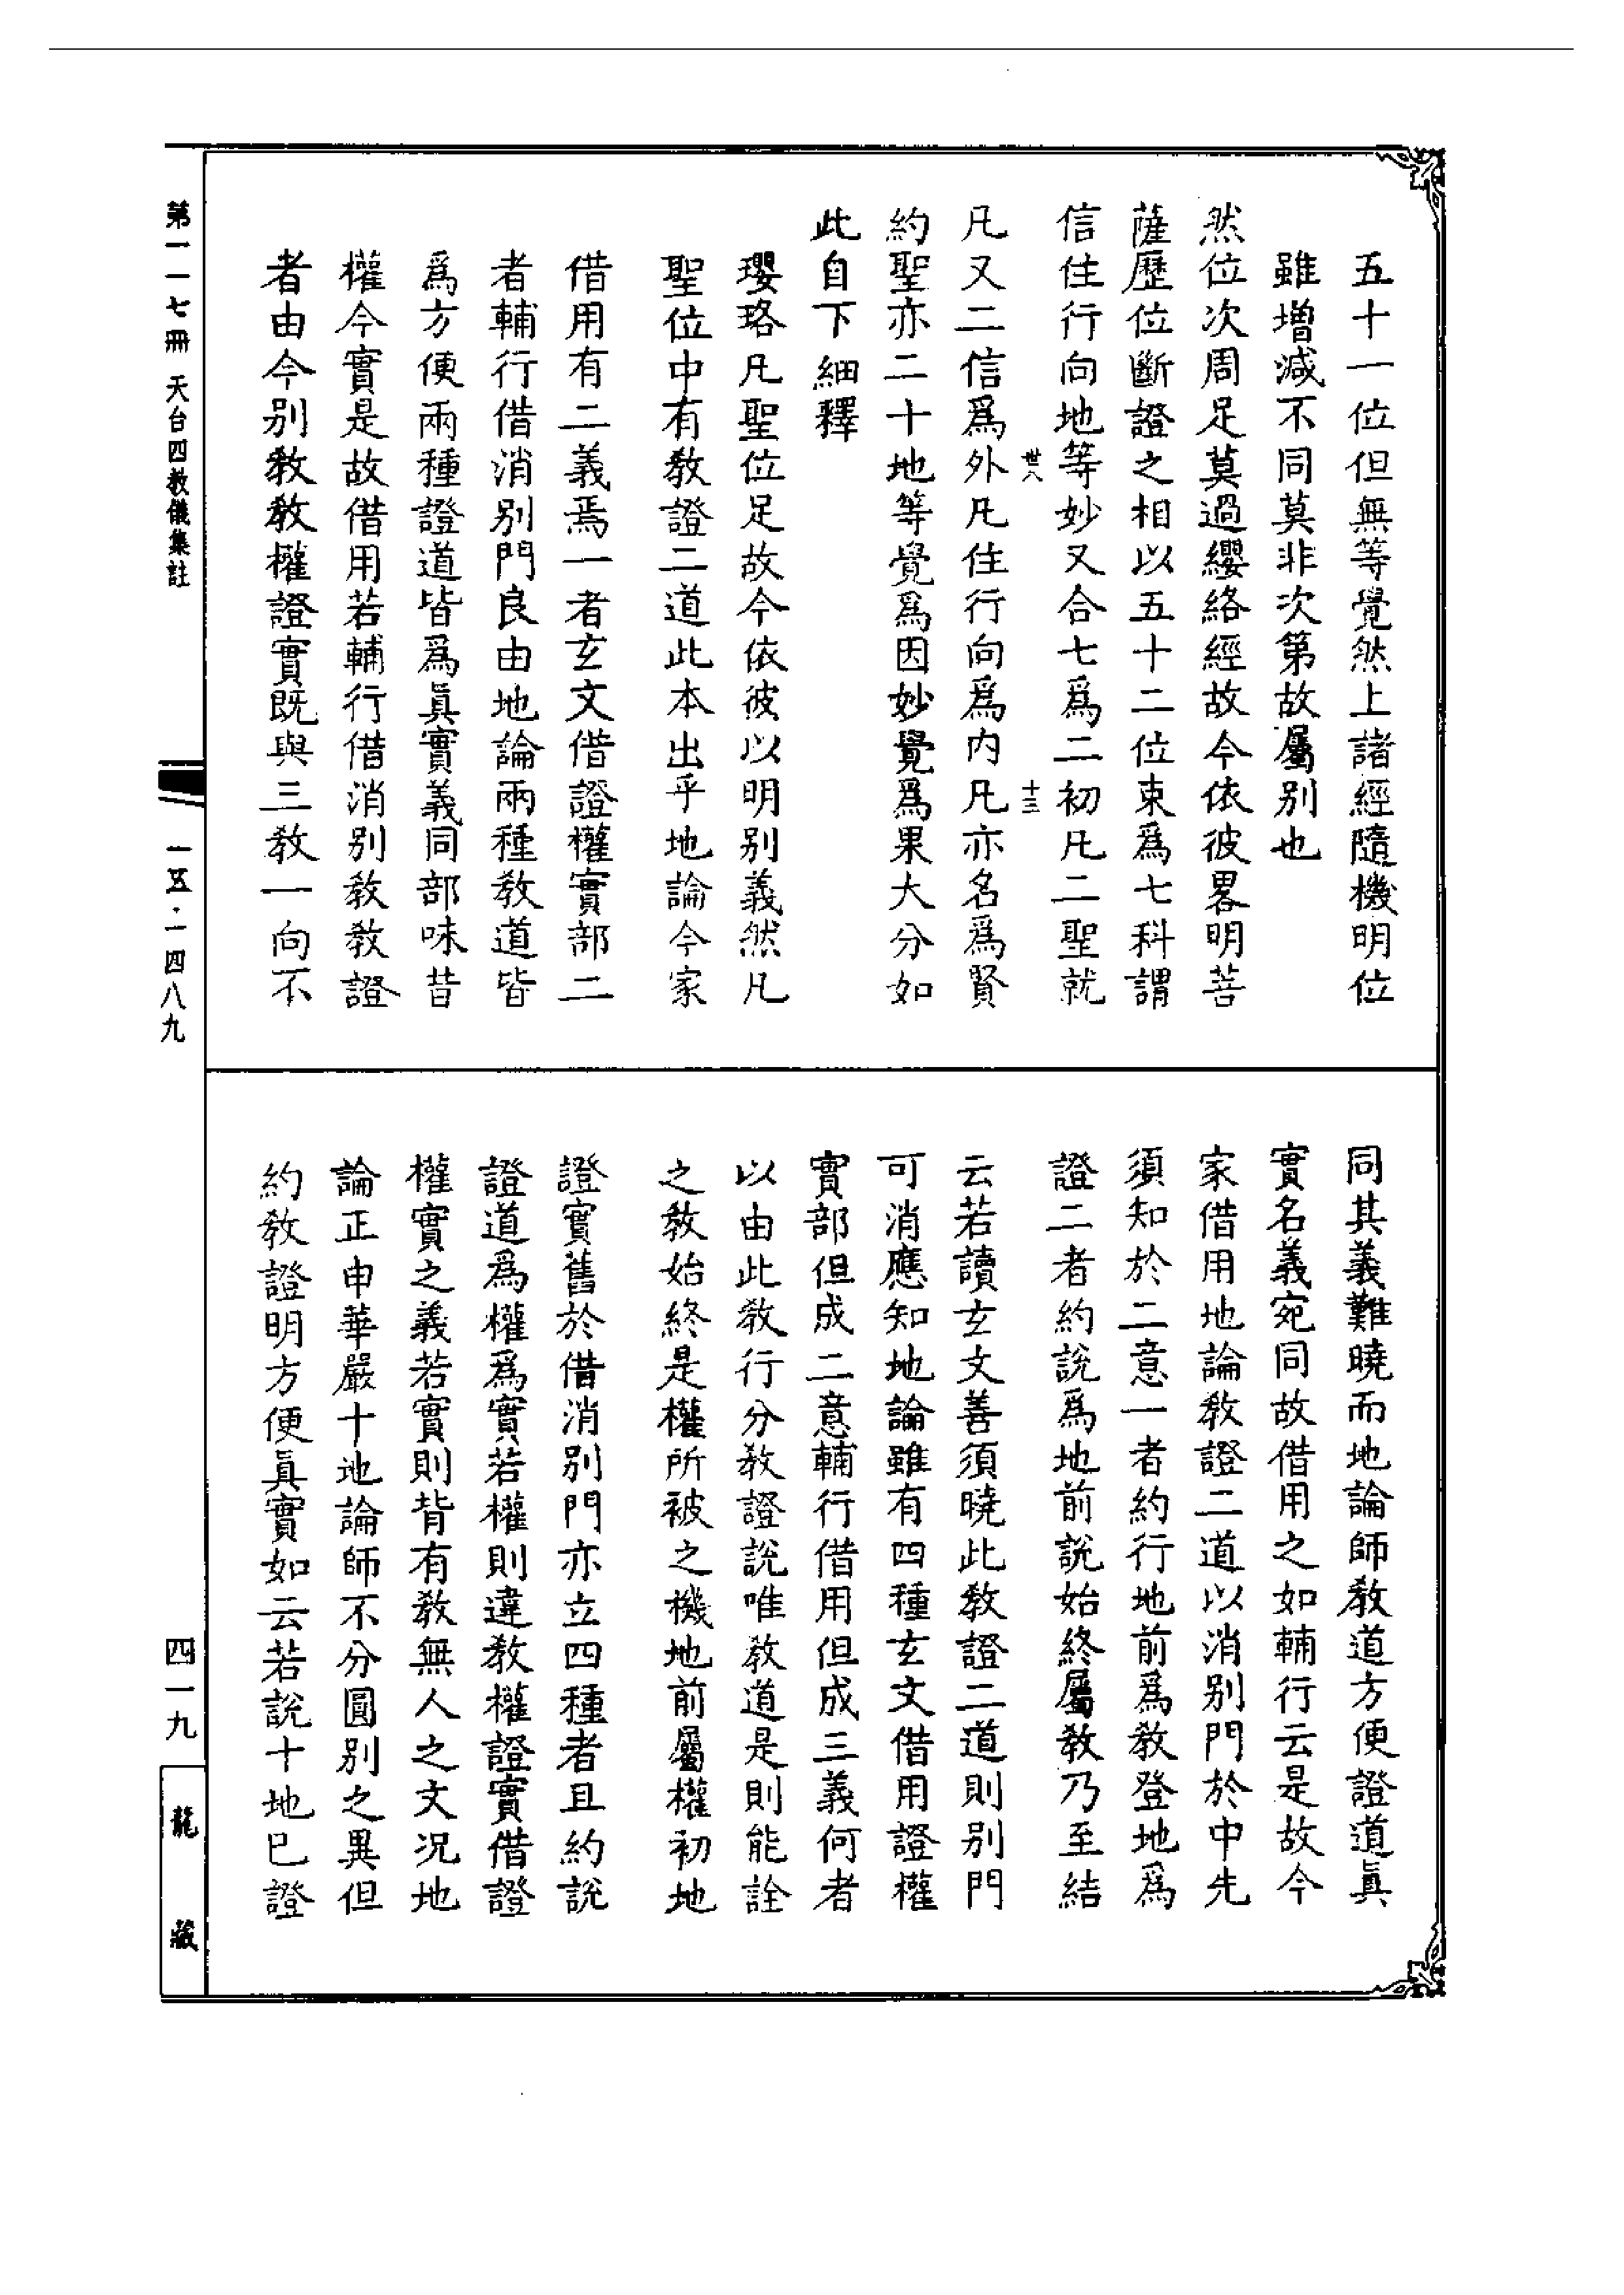 五十一位但無等覺然上諸經隨機明位
雖增減不同莫非次第故屬別也
然位次周足莫過纓絡經故今依彼畧明菩
薩歷位斷證之相以五十二位束爲七科謂
信住行向地等妙又合七爲二初凡二聖就
卋八
十三
凡又二信爲外凡住行向爲內凡亦名爲賢
約聖亦二十地等覺爲因妙覺爲果大分如
此自下細釋
瓔珞凡聖位足故今依彼以明別義然凡
聖位中有敎證二道此本出乎地論今家
借用有二義焉一者玄文借證權實部二
者輔行借消別門良由地論兩種敎道皆
爲方便兩種證道皆爲眞實義同部味昔
權今實是故借用若輔行借消別敎敎證
者由今別敎敎權證實既與三敎一向不
同其義難曉而地論師敎道方便證道眞
實名義宛同故借用之如輔行云是故今
家借用地論敎證二道以消別門於中先
須知於二意一者約行地前爲敎登地爲
證二者約說爲地前說始終屬敎乃至結
云若讀玄文善須曉此敎證二道則別門
可消應知地論雖有四種玄文借用證權
實部但成二意輔行借用但成三義何者
以由此敎行分敎證說唯敎道是則能詮
之敎始終是權所被之機地前屬權初地
證實舊於借消別門亦立四種者且約說
證道爲權爲實若權則違敎權證實借證
權實之義若實則背有敎無人之文況地
論正申華嚴十地論師不分圓別之異但
約敎證明方便眞實如云若說十地已證
第一一七冊 天台四教儀集註
一五·一四八九
四一九
龍藏